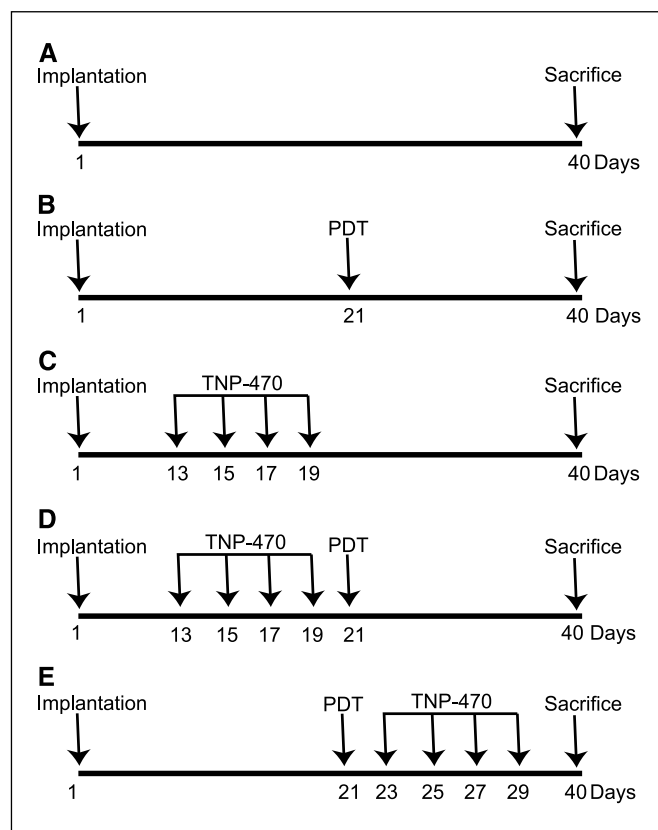 A
Implantation Sacrifice
1 40 Days
B
Implantation PDT Sacrifice
1 21 40 Days
C
TNP-470
Implantation Sacrifice
1 13 15 17 19 40 Days
D
TNP-470 PDT
Implantation Sacrifice
1 13 15 17 19 21 40 Days
E
Implantation PDT TNP-470 Sacrifice
1 21 23 25 27 29 40 Days